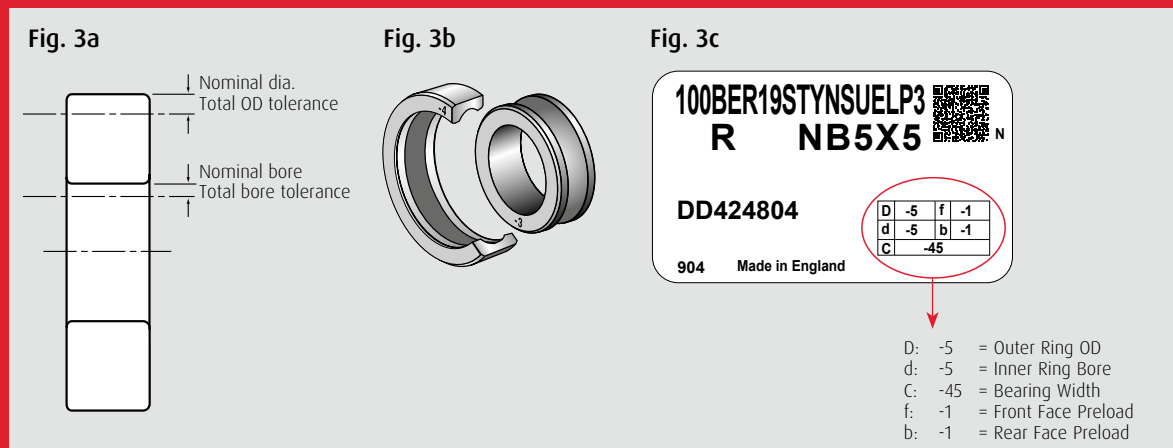 Fig. 3a
Nominal dia.
Total OD tolerance
Nominal bore
Total bore tolerance
Fig. 3b
-4
-3
Fig. 3c
100BER19STYNSUELP3
R NB5X5
N
DD424804
D -5 f -1
d -5 b -1
C -45
904 Made in England
D: -5 = Outer Ring OD
d: -5 = Inner Ring Bore
C: -45 = Bearing Width
f: -1 = Front Face Preload
b: -1 = Rear Face Preload